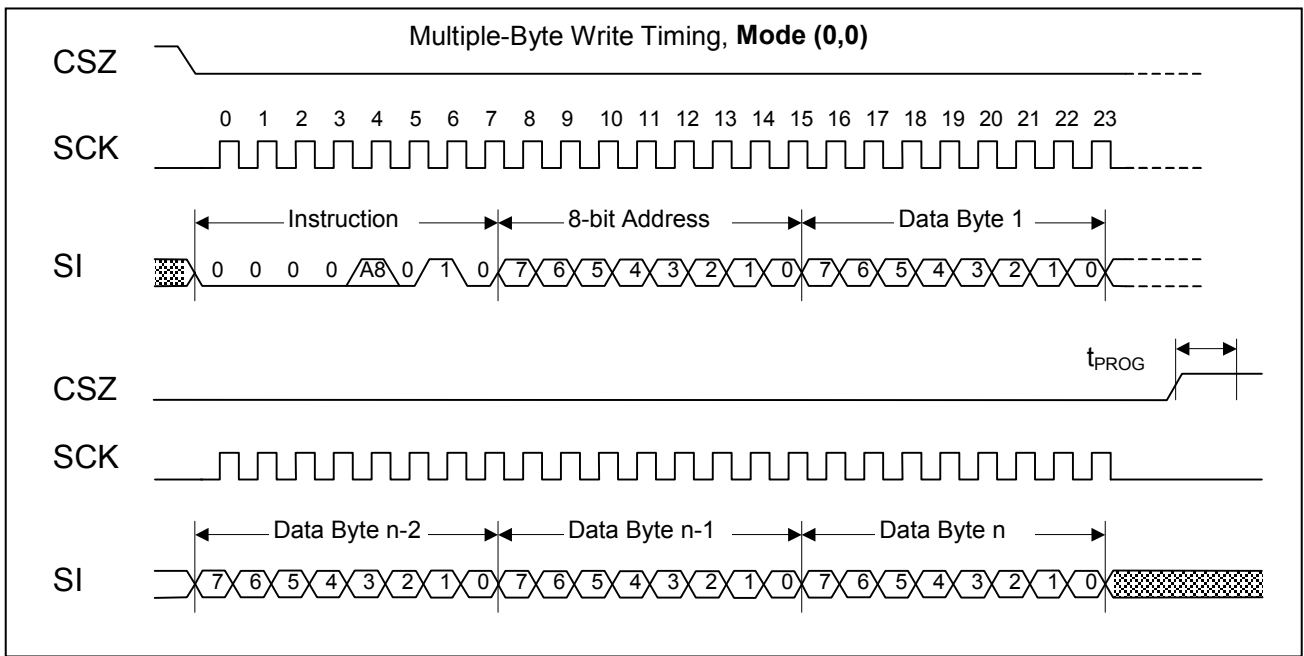 Multiple-Byte Write Timing, Mode (0,0)
CSZ
0 1 2 3 4 5 6 7 8 9 10 11 12 13 14 15 16 17 18 19 20 21 22 23
SCK
Instruction 8-bit Address Data Byte 1
SI 0 0 0 0 A8 0 1 0 7 6 5 4 3 2 1 0 7 6 5 4 3 2 1 0
tPROG
CSZ
SCK
Data Byte n-2 Data Byte n-1 Data Byte n
SI 7 6 5 4 3 2 1 0 7 6 5 4 3 2 1 0 7 6 5 4 3 2 1 0